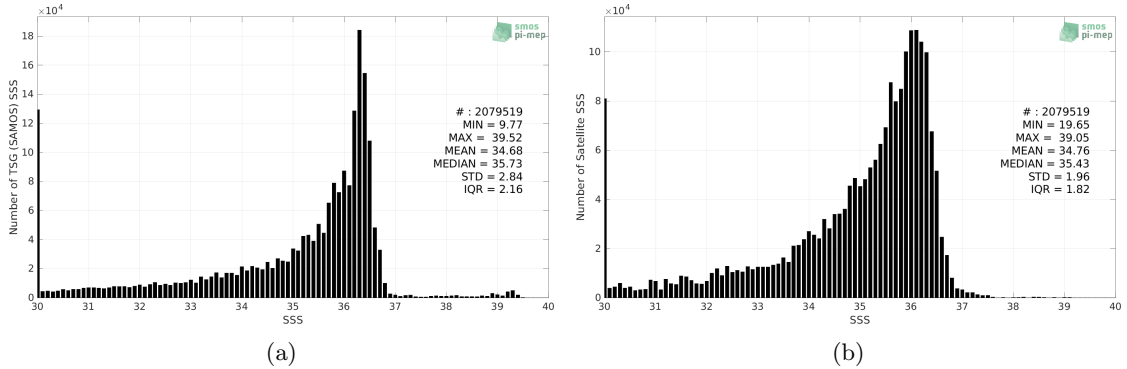 ×10⁴
18
16
14
12
10
8
6
4
2
0
Number of TSG (SAMOS) SSS
30
31
32
33
34
35
36
37
38
39
40
SSS
smos
pi-mep
# : 2079519
MIN = 9.77
MAX = 39.52
MEAN = 34.68
MEDIAN = 35.73
STD = 2.84
IQR = 2.16
(a)
×10⁴
10
8
6
4
2
0
Number of Satellite SSS
30
31
32
33
34
35
36
37
38
39
40
SSS
smos
pi-mep
# : 2079519
MIN = 19.65
MAX = 39.05
MEAN = 34.76
MEDIAN = 35.43
STD = 1.96
IQR = 1.82
(b)